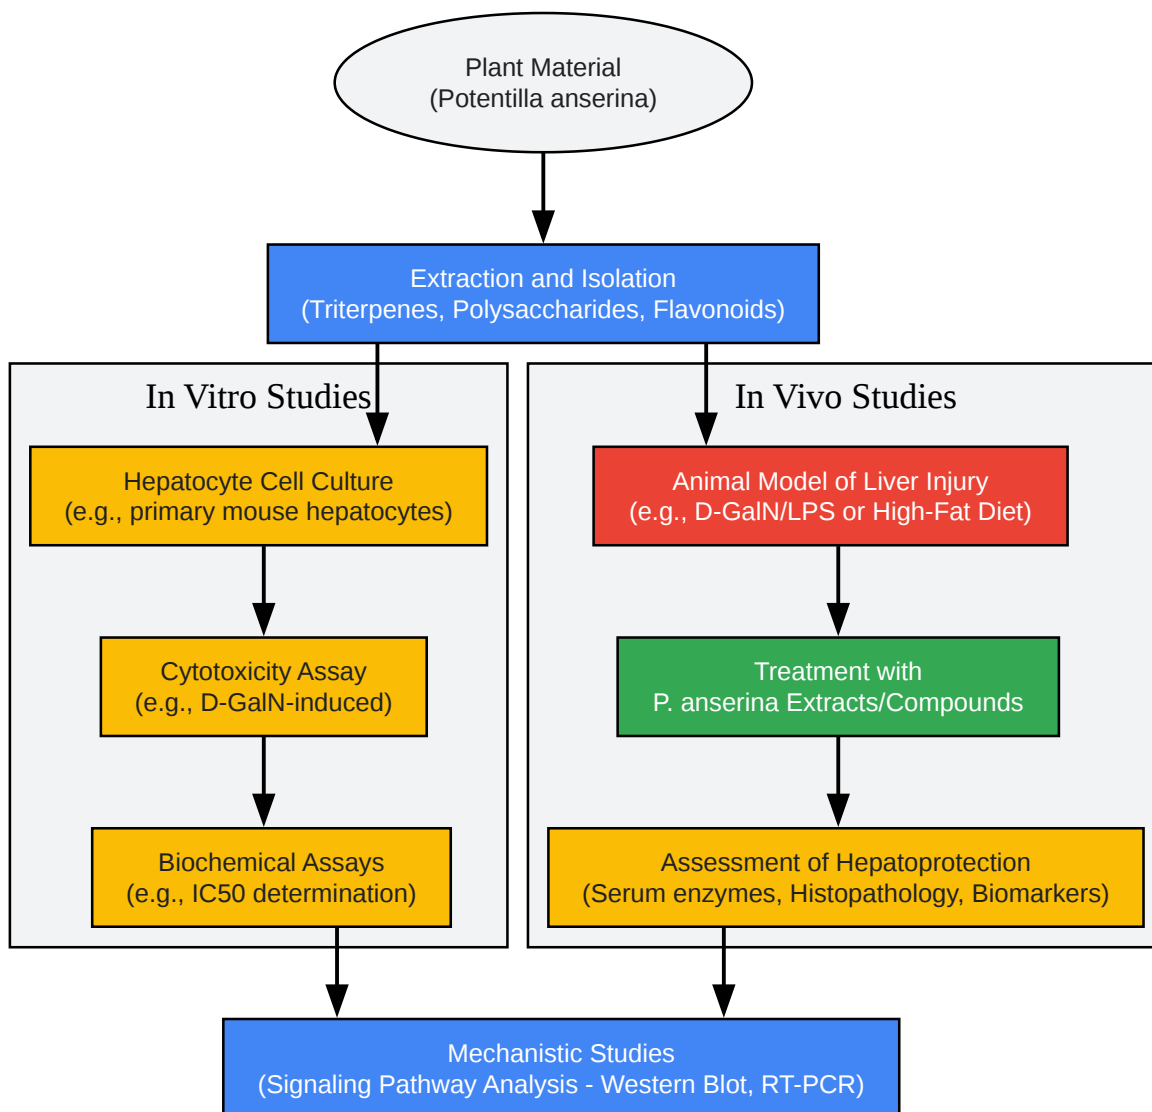 Plant Material
(Potentilla anserina)
Extraction and Isolation
(Triterpenes, Polysaccharides, Flavonoids)
In Vitro Studies
Hepatocyte Cell Culture
(e.g., primary mouse hepatocytes)
Cytotoxicity Assay
(e.g., D-GalN-induced)
Biochemical Assays
(e.g., IC50 determination)
In Vivo Studies
Animal Model of Liver Injury
(e.g., D-GalN/LPS or High-Fat Diet)
Treatment with
P. anserina Extracts/Compounds
Assessment of Hepatoprotection
(Serum enzymes, Histopathology, Biomarkers)
Mechanistic Studies
(Signaling Pathway Analysis - Western Blot, RT-PCR)